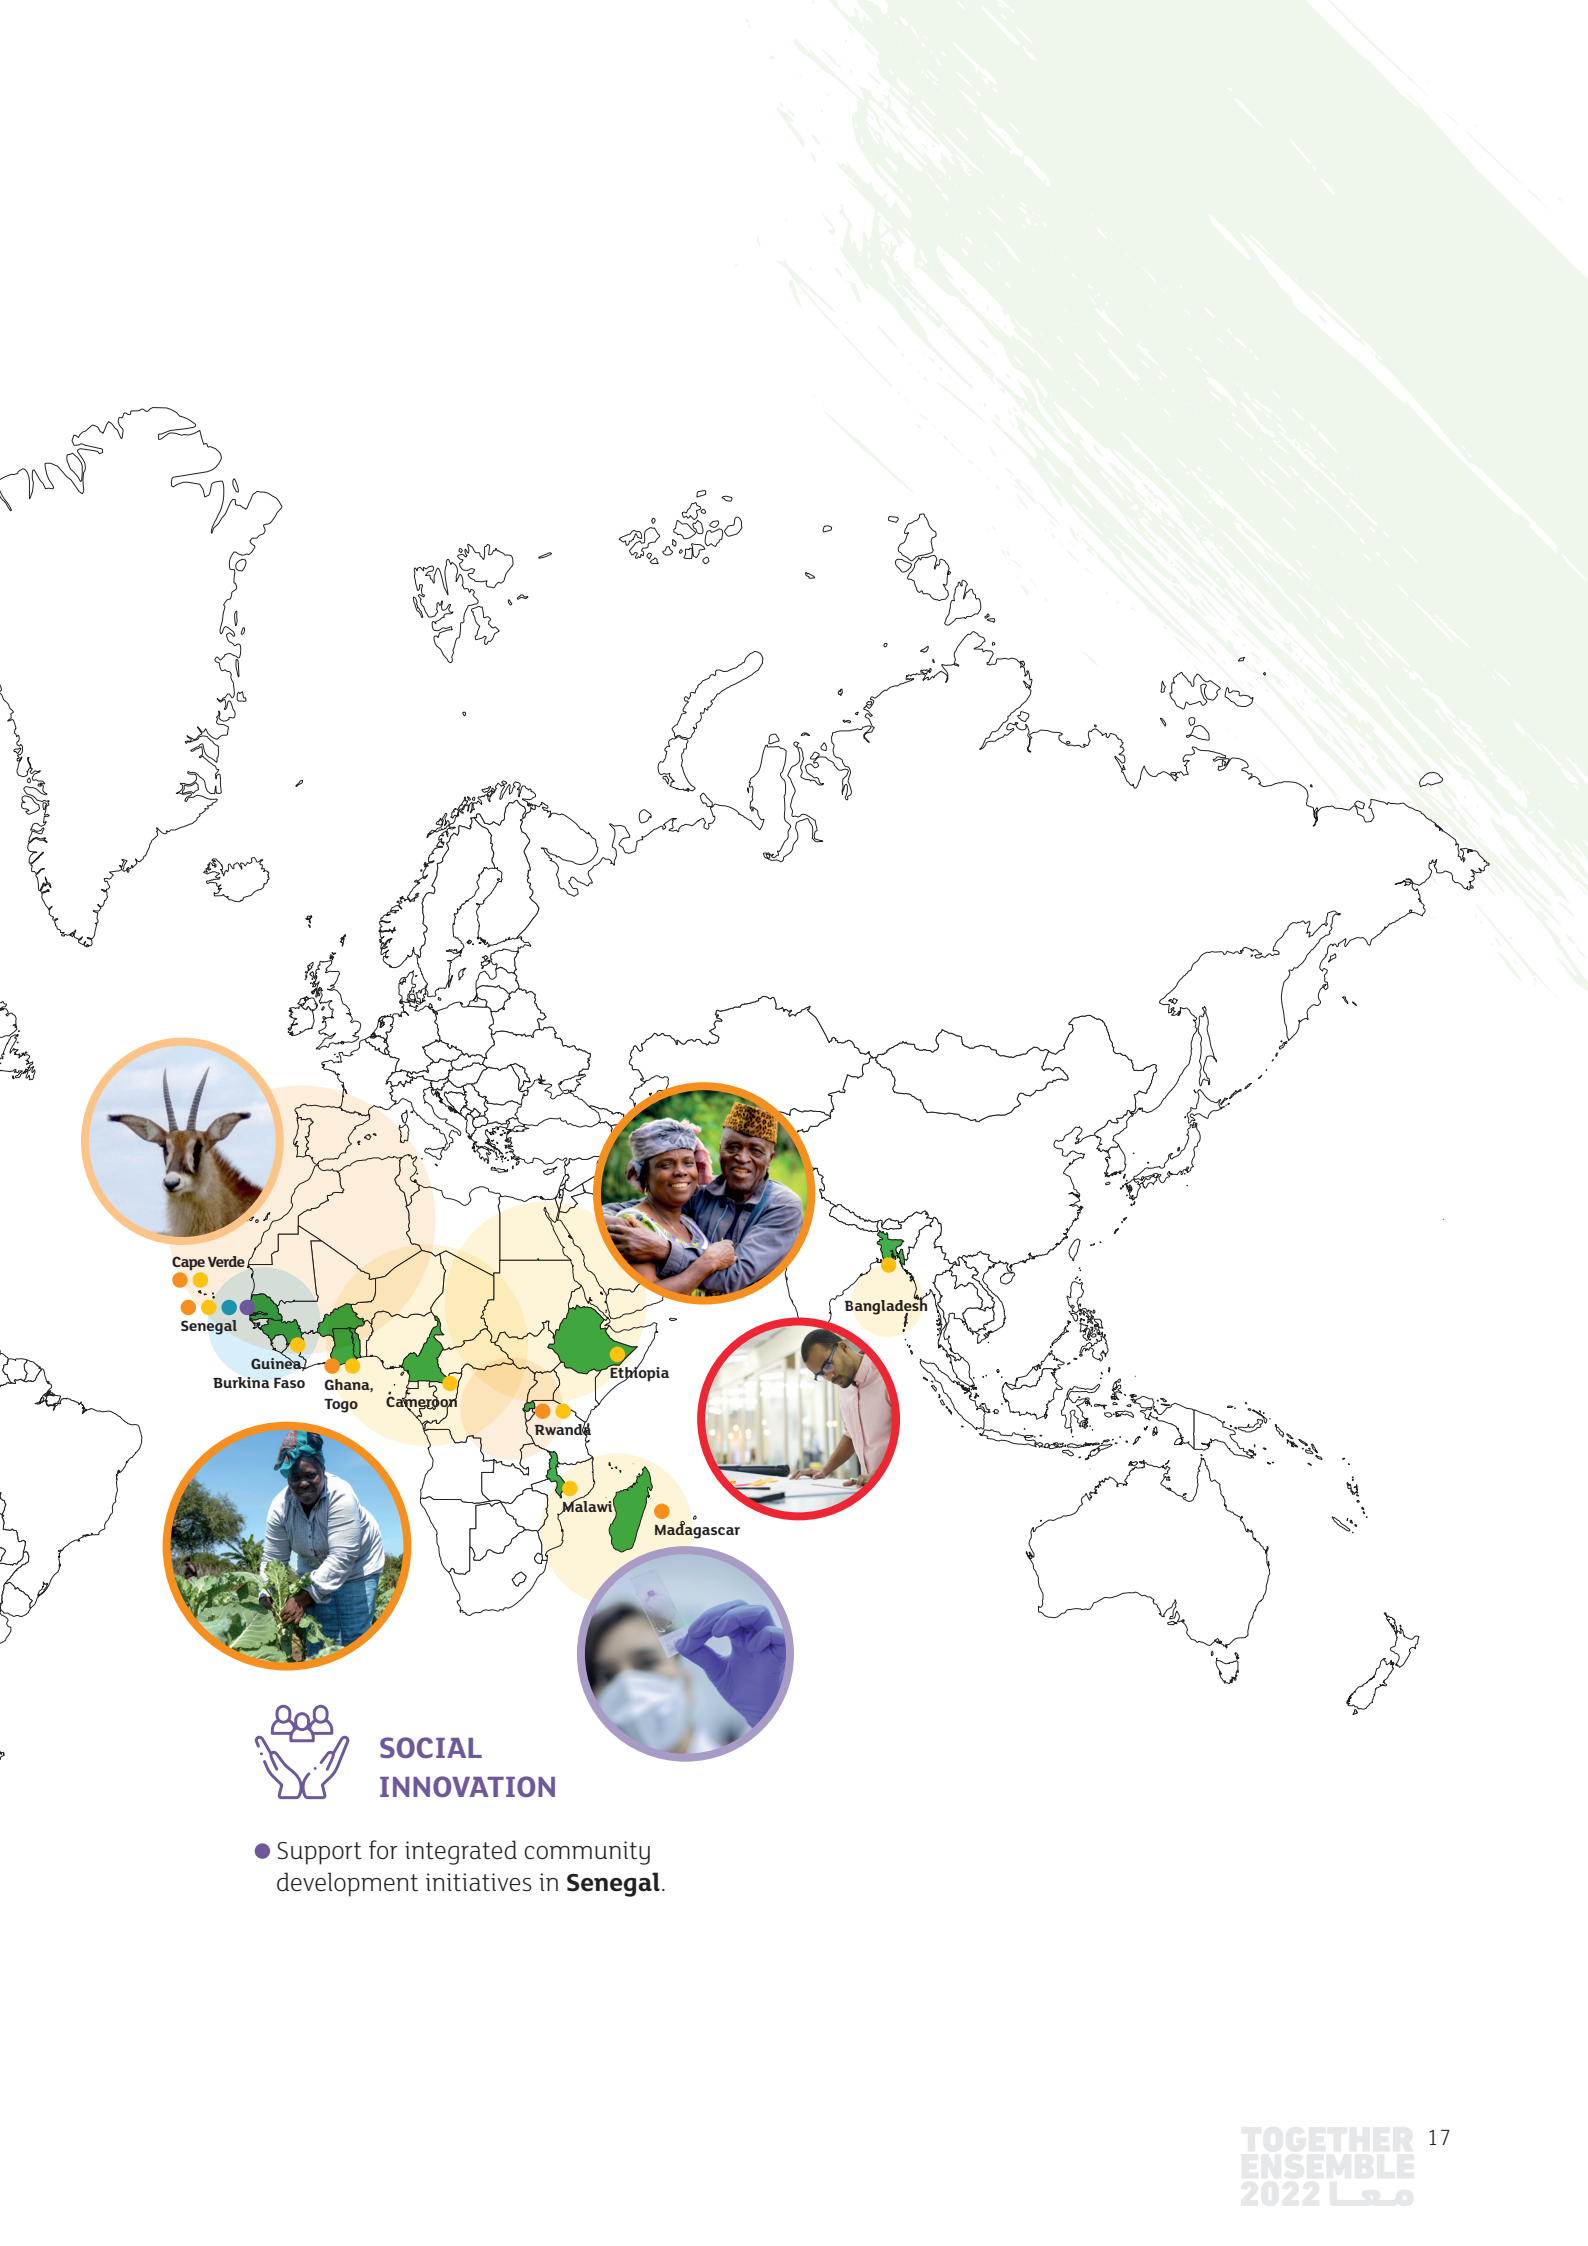 Cape Verde
Senegal
Guinea,
Burkina Faso
Ghana,
Togo
Cameroon
Ethiopia
Rwanda
Malawi
Madagascar
Bangladesh
SOCIAL
INNOVATION
Support for integrated community
development initiatives in Senegal.
TOGETHER
ENSEMBLE
2022 معا
17